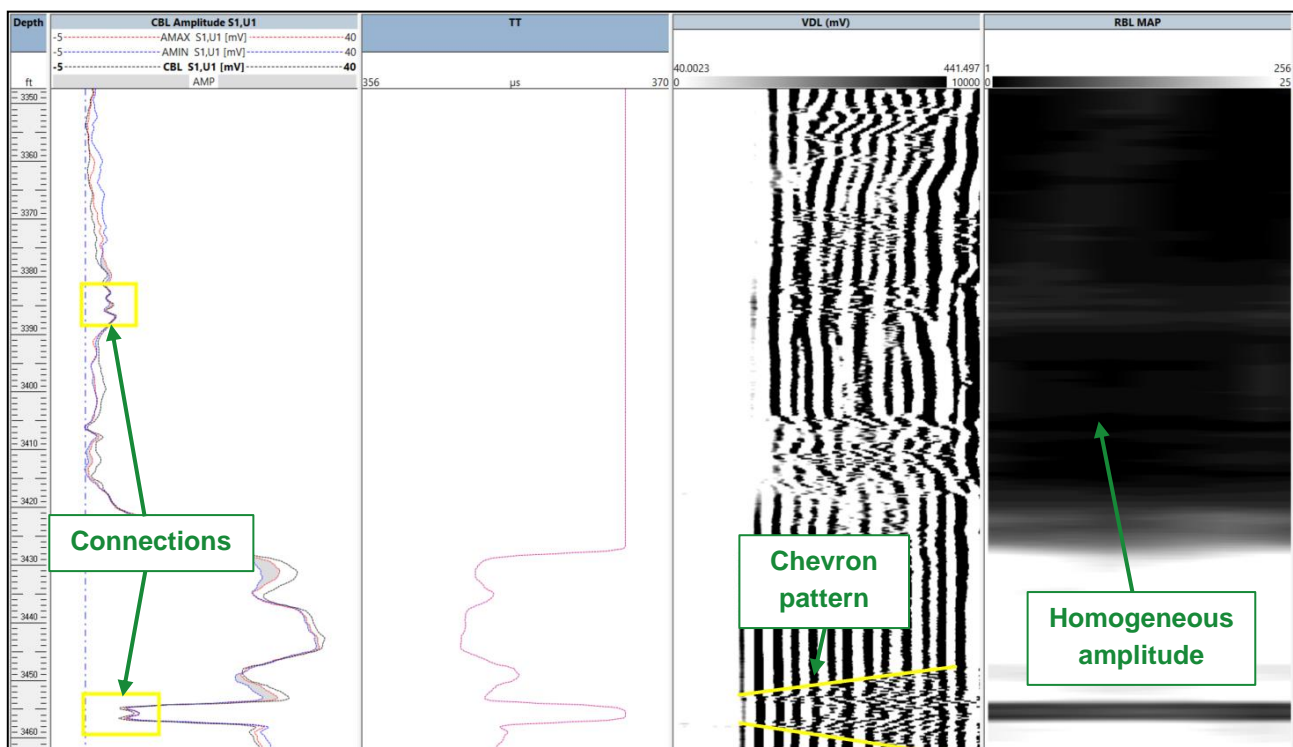 Depth
CBL Amplitude S1,U1
TT
VDL (mV)
RBL MAP
-5 AMAX S1,U1 [mV] 40
-5 AMIN S1,U1 [mV] 40
-5 CBL S1,U1 [mV] 40
AMP
ft
356 µs 370
40.0023 441.497
0 10000
1 256
0 25
3350
3360
3370
3380
3390
3400
3410
3420
3430
3440
3450
3460
Connections
Chevron
pattern
Homogeneous
amplitude